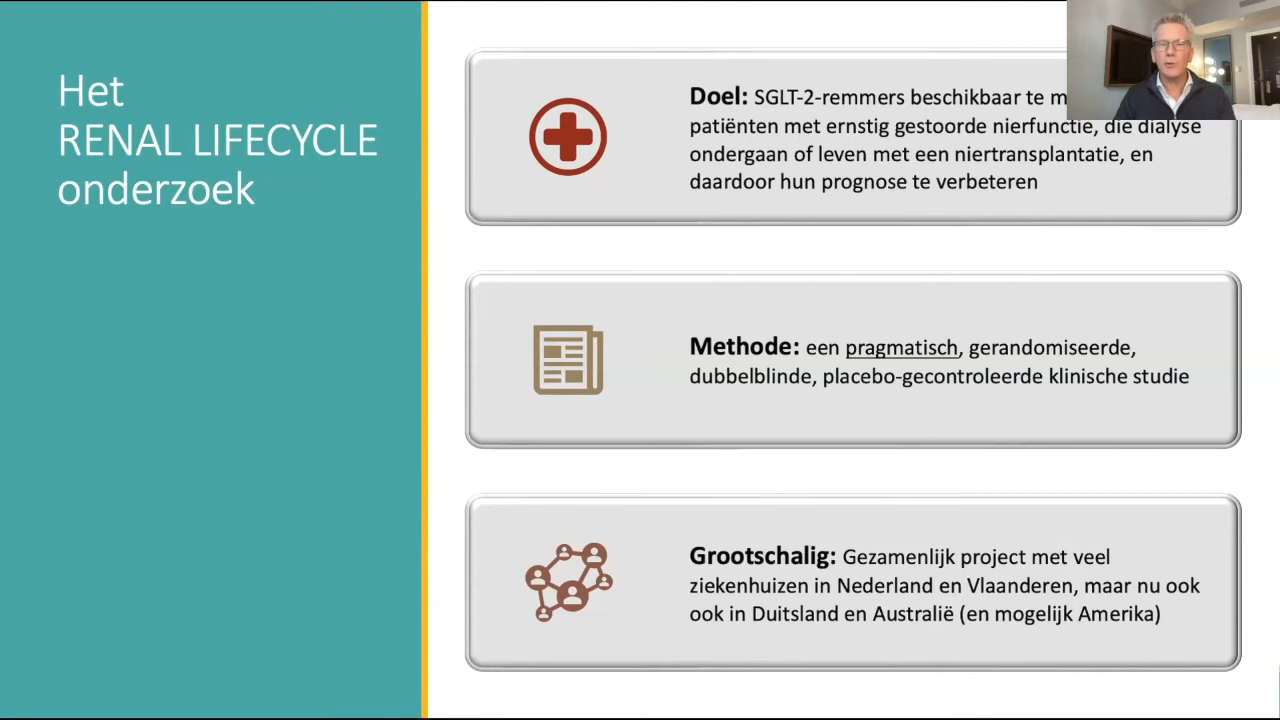 Het
RENAL LIFECYCLE
onderzoek
Doel: SGLT-2-remmers beschikbaar te
patiënten met ernstig gestoorde nierfunctie, die dialyse
ondergaan of leven met een niertransplantatie, en
daardoor hun prognose te verbeteren
Methode: een pragmatisch, gerandomiseerde,
dubbelblinde, placebo-gecontroleerde klinische studie
Grootschalig: Gezamenlijk project met veel
ziekenhuizen in Nederland en Vlaanderen, maar nu ook
ook in Duitsland en Australië (en mogelijk Amerika)